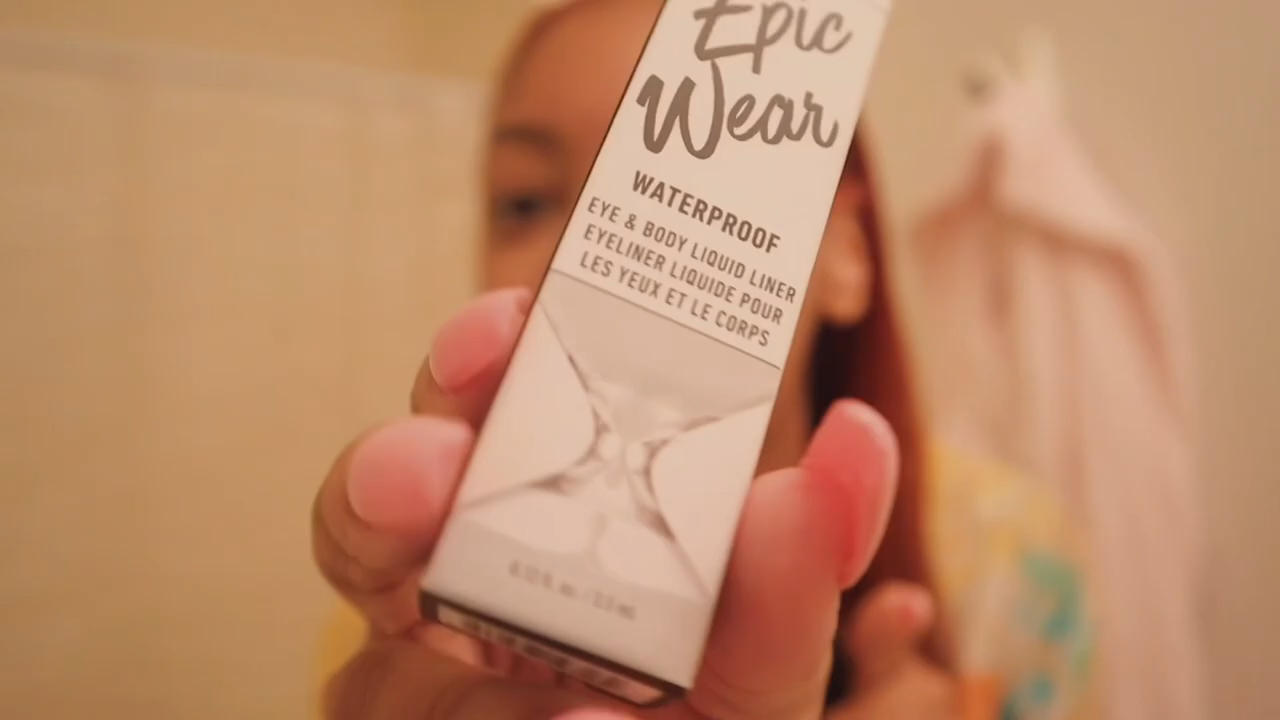 Epic
Wear
WATERPROOF
EYE & BODY LIQUID LINER
EYELINER LIQUIDE POUR
LES YEUX ET LE CORPS